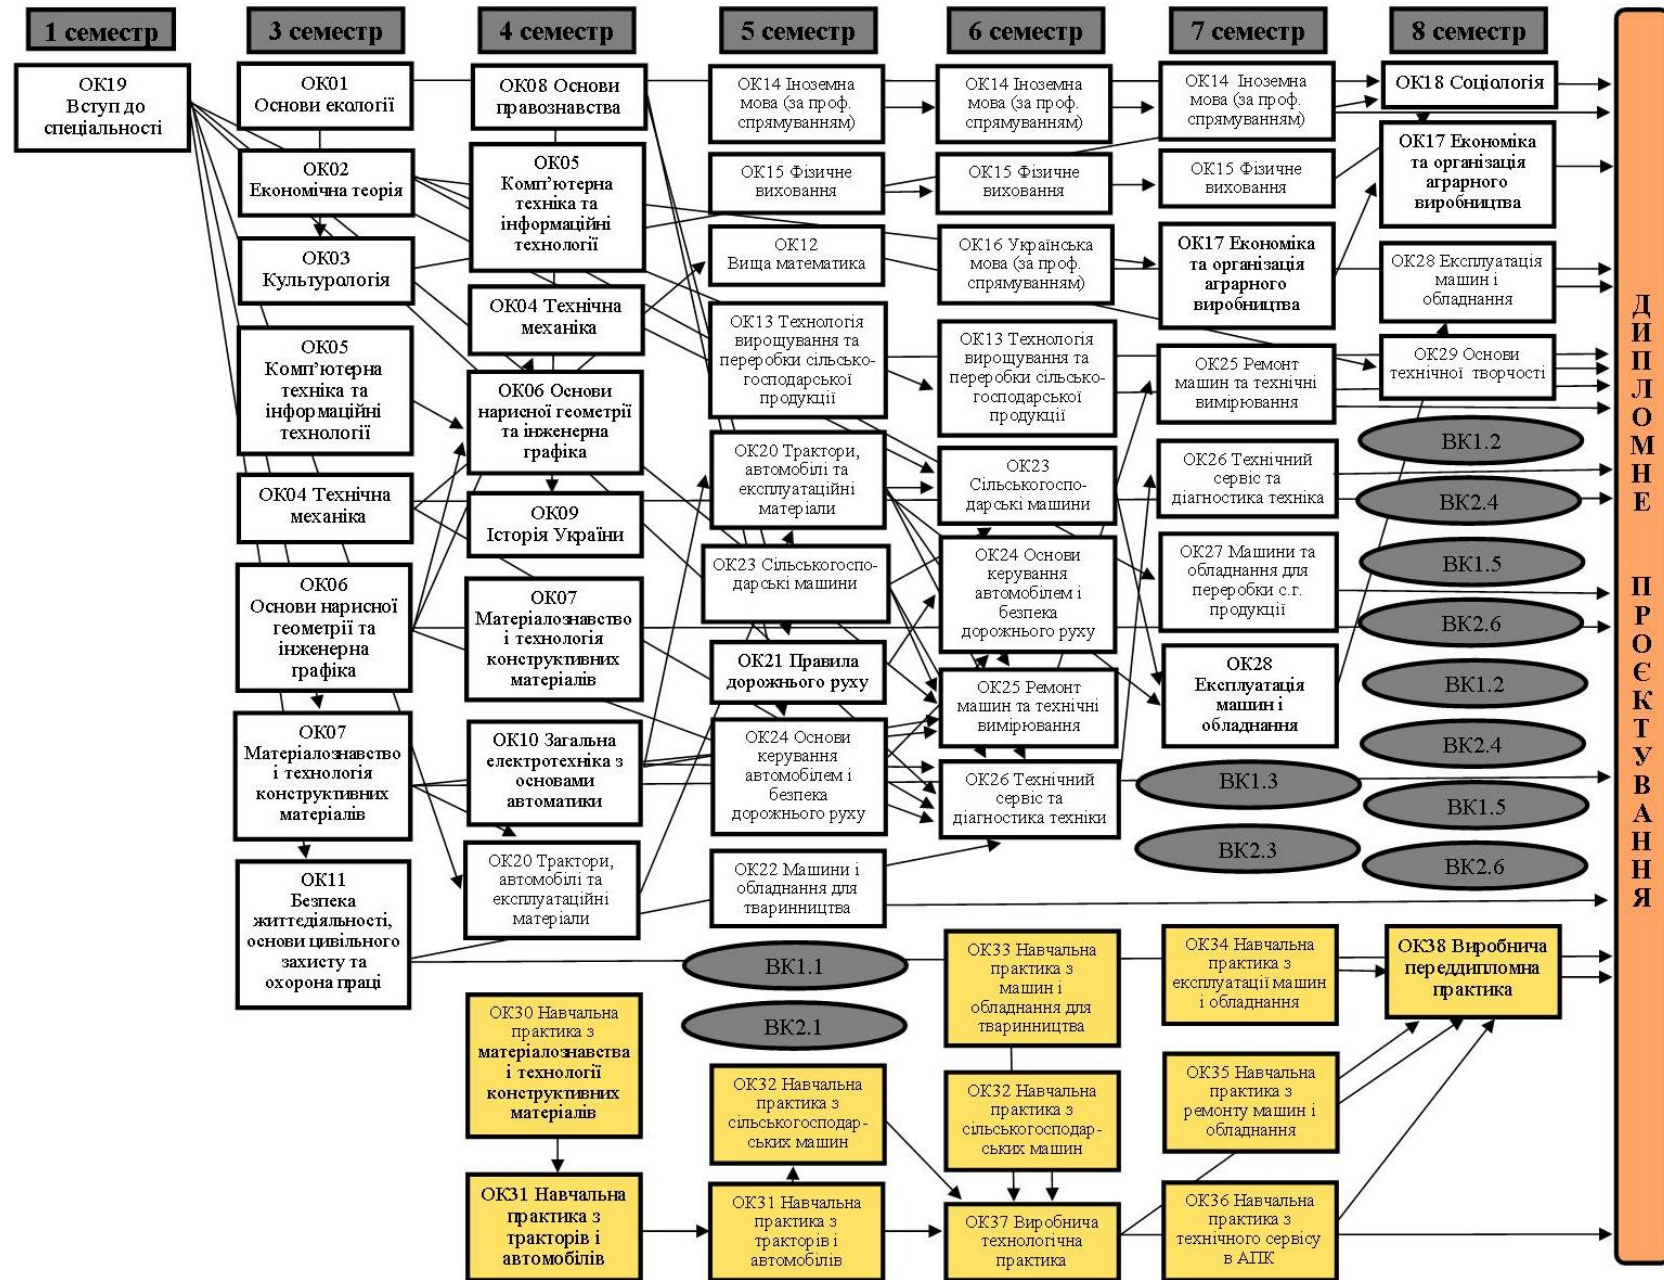 1 семестр
ОК19
Вступ до
спеціальності
3 семестр
ОК01
Основи екології
ОК02
Економічна теорія
ОК03
Культурологія
ОК05
Комп’ютерна
техніка та
інформаційні
технології
ОК04 Технічна
механіка
ОК06
Основи нарисної
геометрії та
інженерна
графіка
ОК07
Матеріалознавство
і технологія
конструктивних
матеріалів
ОК11
Безпека
життєдіяльності,
основи цивільного
захисту та
охорона праці
4 семестр
ОК08 Основи
правознавства
ОК05
Комп’ютерна
техніка та
інформаційні
технології
ОК04 Технічна
механіка
ОК06 Основи
нарисної геометрії
та інженерна
графіка
ОК09
Історія України
ОК07
Матеріалознавство
і технологія
конструктивних
матеріалів
ОК10 Загальна
електротехніка з
основами
автоматики
ОК20 Трактори,
автомобілі та
експлуатаційні
матеріали
ОК30 Навчальна
практика з
матеріалознавства
і технології
конструктивних
матеріалів
ОК31 Навчальна
практика з
тракторів і
автомобілів
5 семестр
ОК14 Іноземна
мова (за проф.
спрямуванням)
ОК15 Фізичне
виховання
ОК12
Вища математика
ОК13 Технологія
вирощування та
переробки сільсько-
господарської
продукції
ОК20 Трактори,
автомобілі та
експлуатаційні
матеріали
ОК23 Сільськогоспо-
дарські машини
ОК21 Правила
дорожнього руху
ОК24 Основи
керування
автомобілем і
безпека
дорожнього руху
ОК22 Машини і
обладнання для
тваринництва
ВК1.1
ВК2.1
ОК32 Навчальна
практика з
сільськогосподар-
ських машин
ОК31 Навчальна
практика з
тракторів і
автомобілів
6 семестр
ОК14 Іноземна
мова (за проф.
спрямуванням)
ОК15 Фізичне
виховання
ОК16 Українська
мова (за проф.
спрямуванням)
ОК13 Технологія
вирощування та
переробки сільсько-
господарської
продукції
ОК23
Сільськогоспо-
дарські машини
ОК24 Основи
керування
автомобілем і
безпека
дорожнього руху
ОК25 Ремонт
машин та технічні
вимірювання
ОК26 Технічний
сервіс та
діагностика техніки
ОК33 Навчальна
практика з
машин і
обладнання для
тваринництва
ОК32 Навчальна
практика з
сільськогосподар-
ських машин
ОК37 Виробнича
технологічна
практика
7 семестр
ОК14 Іноземна
мова (за проф.
спрямуванням)
ОК15 Фізичне
виховання
ОК17 Економіка
та організація
аграрного
виробництва
ОК25 Ремонт
машин та технічні
вимірювання
ОК26 Технічний
сервіс та
діагностика техніка
ОК27 Машини та
обладнання для
переробки с.г.
продукції
ОК28
Експлуатація
машин і
обладнання
ВК1.3
ВК2.3
ОК34 Навчальна
практика з
експлуатації машин
і обладнання
ОК35 Навчальна
практика з
ремонту машин і
обладнання
ОК36 Навчальна
практика з
технічного сервісу
в АПК
8 семестр
ОК18 Соціологія
ОК17 Економіка
та організація
аграрного
виробництва
ОК28 Експлуатація
машин і
обладнання
ОК29 Основи
технічної творчості
ВК1.2
ВК2.4
ВК1.5
ВК2.6
ВК1.2
ВК2.4
ВК1.5
ВК2.6
ОК38 Виробнича
переддипломна
практика
ДИПЛОМНЕ ПРОЄКТУВАННЯ